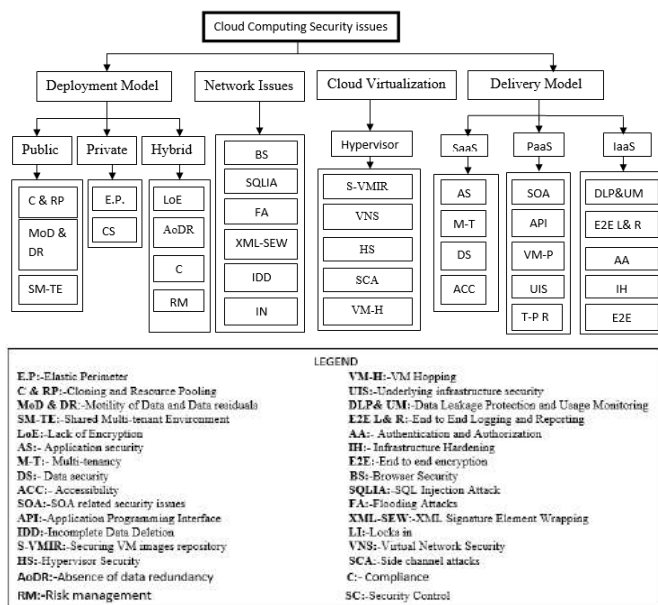 Cloud Computing Security issues
Deployment Model
Network Issues
Cloud Virtualization
Delivery Model
Public
Private
Hybrid
Hypervisor
SaaS
PaaS
IaaS
C & RP
MoD &
DR
SM-TE
E.P.
CS
LoE
AoDR
C
RM
BS
SQLIA
FA
XML-SEW
IDD
IN
S-VMIR
VNS
HS
SCA
VM-H
AS
M-T
DS
ACC
SOA
API
VM-P
UIS
T-P R
DLP&UM
E2E L& R
AA
IH
E2E
LEGEND
E.P:-Elastic Perimeter
C & RP:-Cloning and Resource Pooling
MoD & DR:-Motility of Data and Data residuals
SM-TE:-Shared Multi-tenant Environment
LoE:-Lack of Encryption
AS:- Application security
M-T:- Multi-tenancy
DS:- Data security
ACC:- Accessibility
SOA:-SOA related security issues
API:-Application Programming Interface
IDD:-Incomplete Data Deletion
S-VMIR:-Securing VM images repository
HS:-Hypervisor Security
AoDR:-Absence of data redundancy
RM:-Risk management
VM-H:-VM Hopping
UIS:-Underlying infrastructure security
DLP& UM:-Data Leakage Protection and Usage Monitoring
E2E L& R:-End to End Logging and Reporting
AA:- Authentication and Authorization
IH:- Infrastructure Hardening
E2E:-End to end encryption
BS:-Browser Security
SQLIA:-SQL Injection Attack
FA:-Flooding Attacks
XML-SEW:-XML Signature Element Wrapping
LI:-Locks in
VNS:-Virtual Network Security
SCA:-Side channel attacks
C:- Compliance
SC:-Security Control